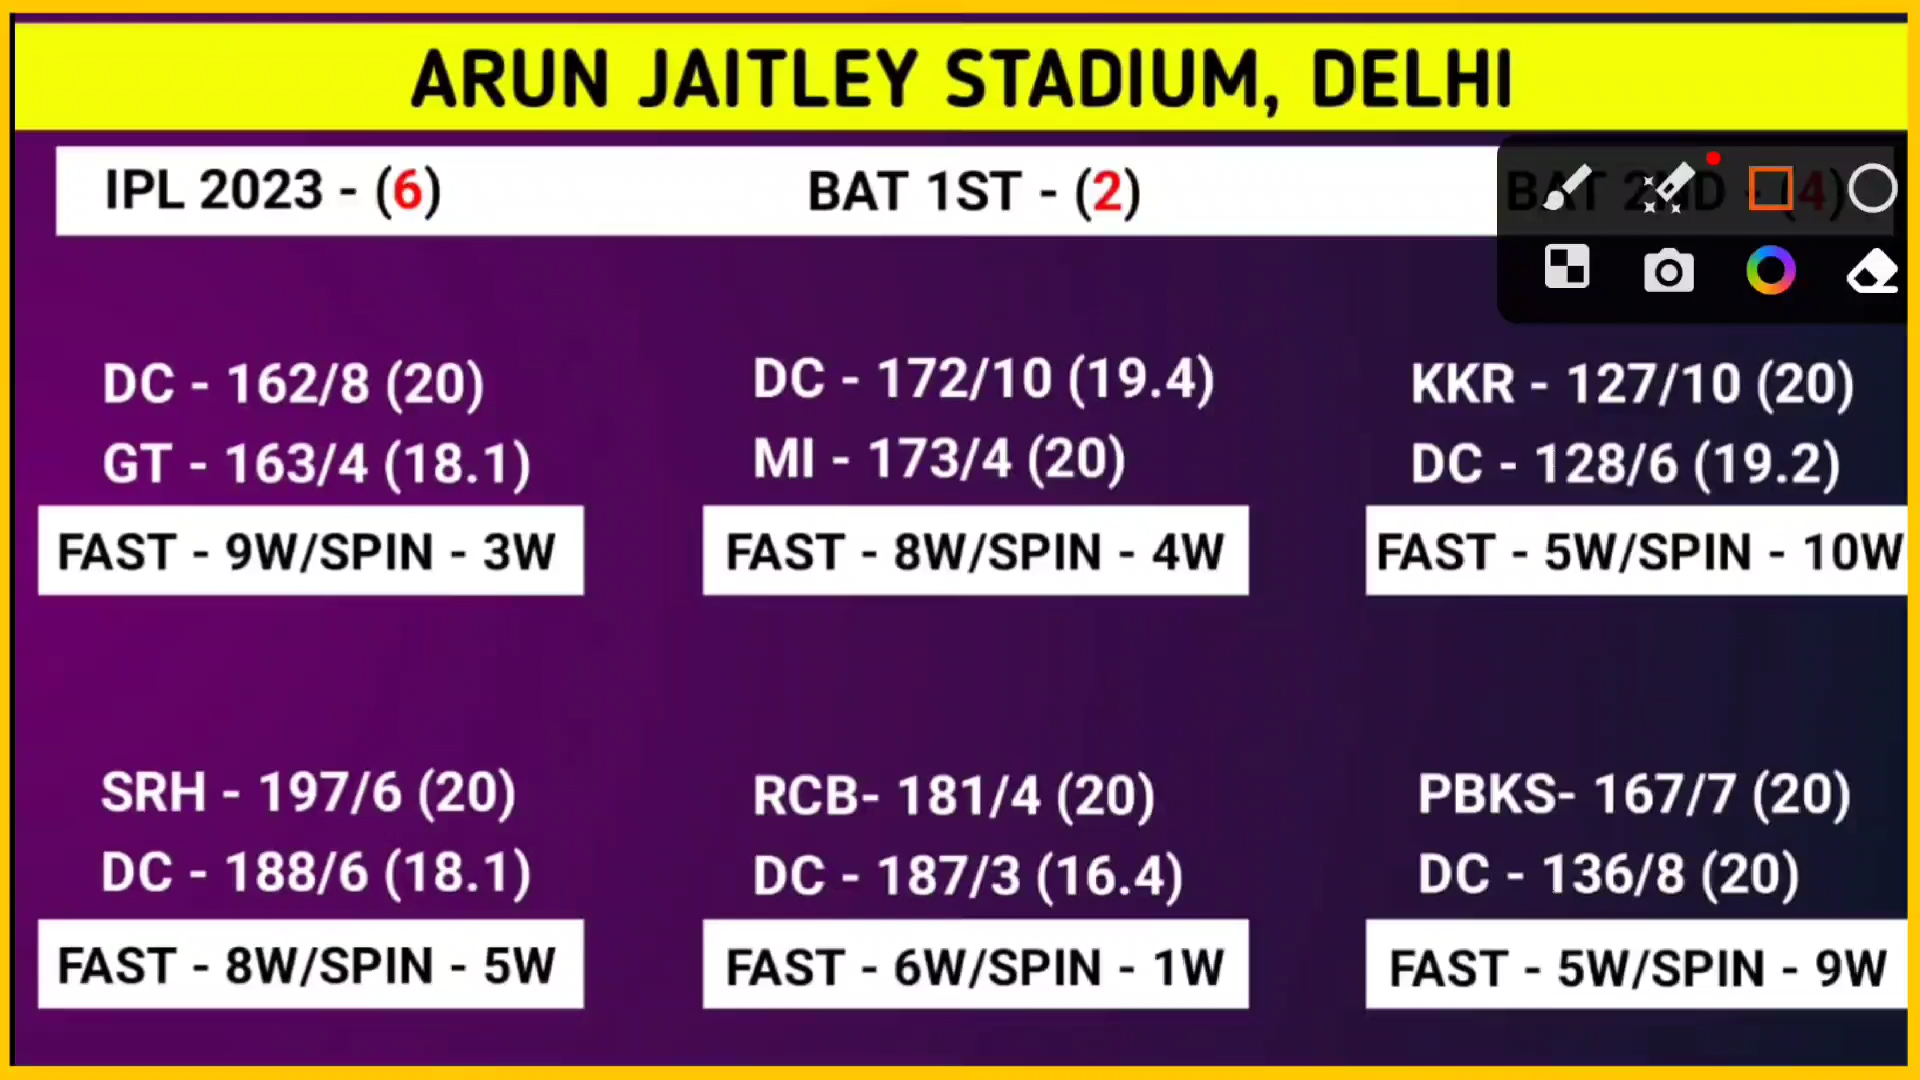 ARUN JAITLEY STADIUM, DELHI
IPL 2023 - (6)
BAT 1ST - (2)
BAT 2ND - (4)
DC - 162/8 (20)
GT - 163/4 (18.1)
FAST - 9W/SPIN - 3W
DC - 172/10 (19.4)
MI - 173/4 (20)
FAST - 8W/SPIN - 4W
KKR - 127/10 (20)
DC - 128/6 (19.2)
FAST - 5W/SPIN - 10W
SRH - 197/6 (20)
DC - 188/6 (18.1)
FAST - 8W/SPIN - 5W
RCB- 181/4 (20)
DC - 187/3 (16.4)
FAST - 6W/SPIN - 1W
PBKS- 167/7 (20)
DC - 136/8 (20)
FAST - 5W/SPIN - 9W